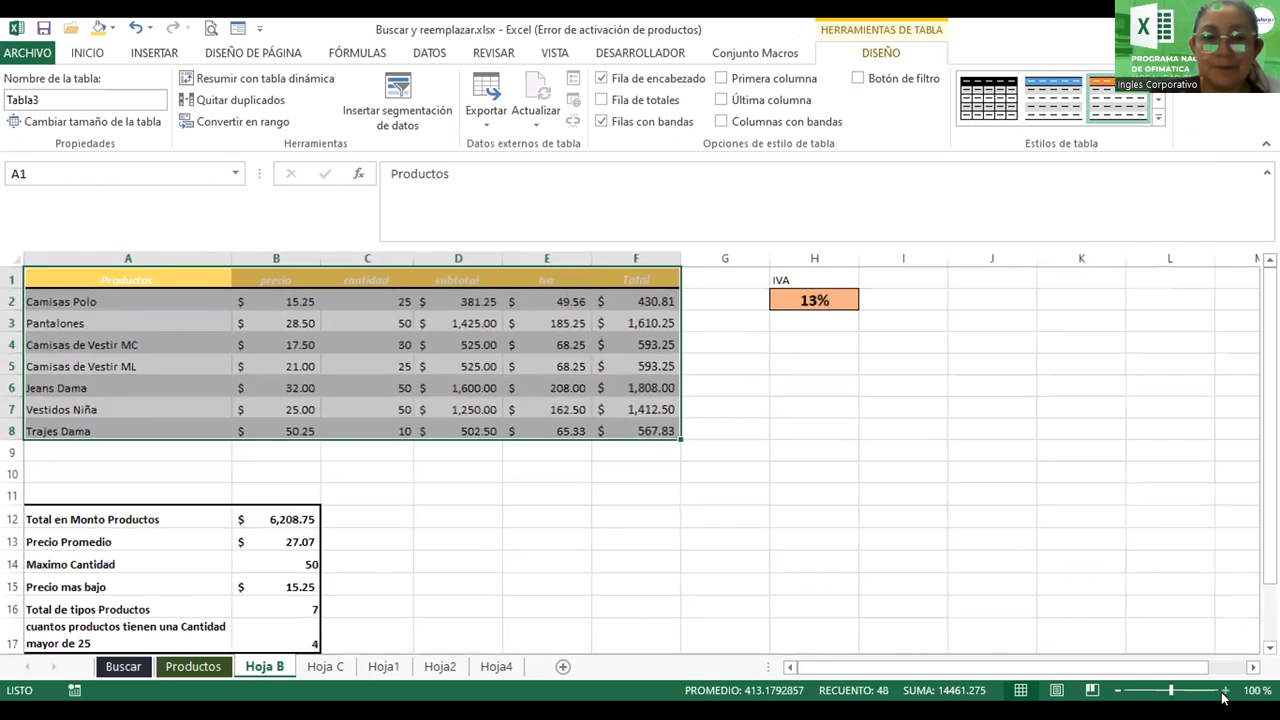 Buscar y reemplazar.xlsx - Excel (Error de activación de productos)
HERRAMIENTAS DE TABLA
ARCHIVO INICIO INSERTAR DISEÑO DE PÁGINA FÓRMULAS DATOS REVISAR VISTA DESARROLLADOR Conjunto Macros DISEÑO
PROGRAMA NAC
DE OFIMÁTICA
Ingles Corporativo
Nombre de la tabla:
Tabla3
Cambiar tamaño de la tabla
Propiedades
Resumir con tabla dinámica
Quitar duplicados
Convertir en rango
Insertar segmentación
de datos
Herramientas
Exportar Actualizar
Datos externos de tabla
Fila de encabezado Primera columna Botón de filtro
Fila de totales Última columna
Filas con bandas Columnas con bandas
Opciones de estilo de tabla
Estilos de tabla
A1 fx Productos
A B C D E F G H I J K L
1 Productos precio cantidad subtotal Iva Total IVA
2 Camisas Polo $ 15.25 25 $ 381.25 $ 49.56 $ 430.81 13%
3 Pantalones $ 28.50 50 $ 1,425.00 $ 185.25 $ 1,610.25
4 Camisas de Vestir MC $ 17.50 30 $ 525.00 $ 68.25 $ 593.25
5 Camisas de Vestir ML $ 21.00 25 $ 525.00 $ 68.25 $ 593.25
6 Jeans Dama $ 32.00 50 $ 1,600.00 $ 208.00 $ 1,808.00
7 Vestidos Niña $ 25.00 50 $ 1,250.00 $ 162.50 $ 1,412.50
8 Trajes Dama $ 50.25 10 $ 502.50 $ 65.33 $ 567.83
9
10
11
12 Total en Monto Productos $ 6,208.75
13 Precio Promedio $ 27.07
14 Maximo Cantidad 50
15 Precio mas bajo $ 15.25
16 Total de tipos Productos 7
cuantos productos tienen una Cantidad
17 mayor de 25 4
Buscar Productos Hoja B Hoja C Hoja1 Hoja2 Hoja4
LISTO PROMEDIO: 413.1792857 RECUENTO: 48 SUMA: 14461.275 100 %